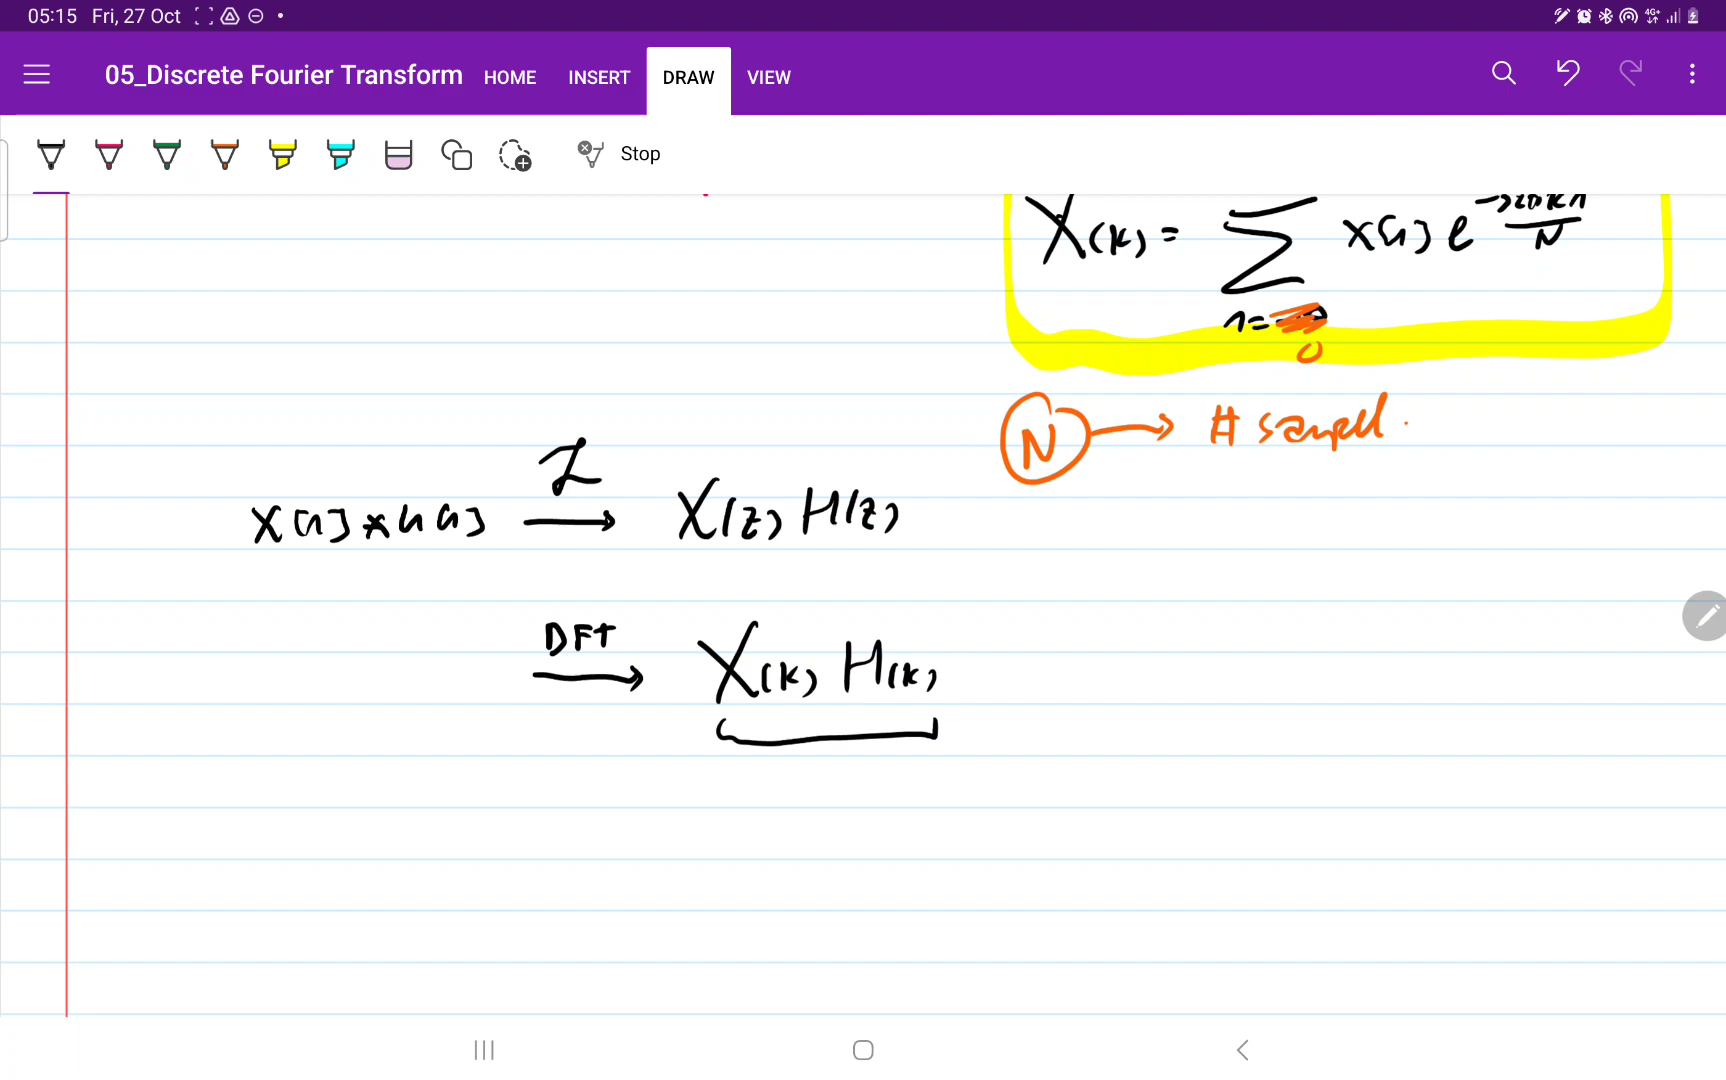 05:15 Fri, 27 Oct
05_Discrete Fourier Transform HOME INSERT DRAW VIEW
Stop
X(k) = ∑ x[n] e^(-j2πkn/N)
n = 0
N → # sampel.
x[n] * h[n] Z→ X(z) H(z)
DFT→ X(k) H(k)